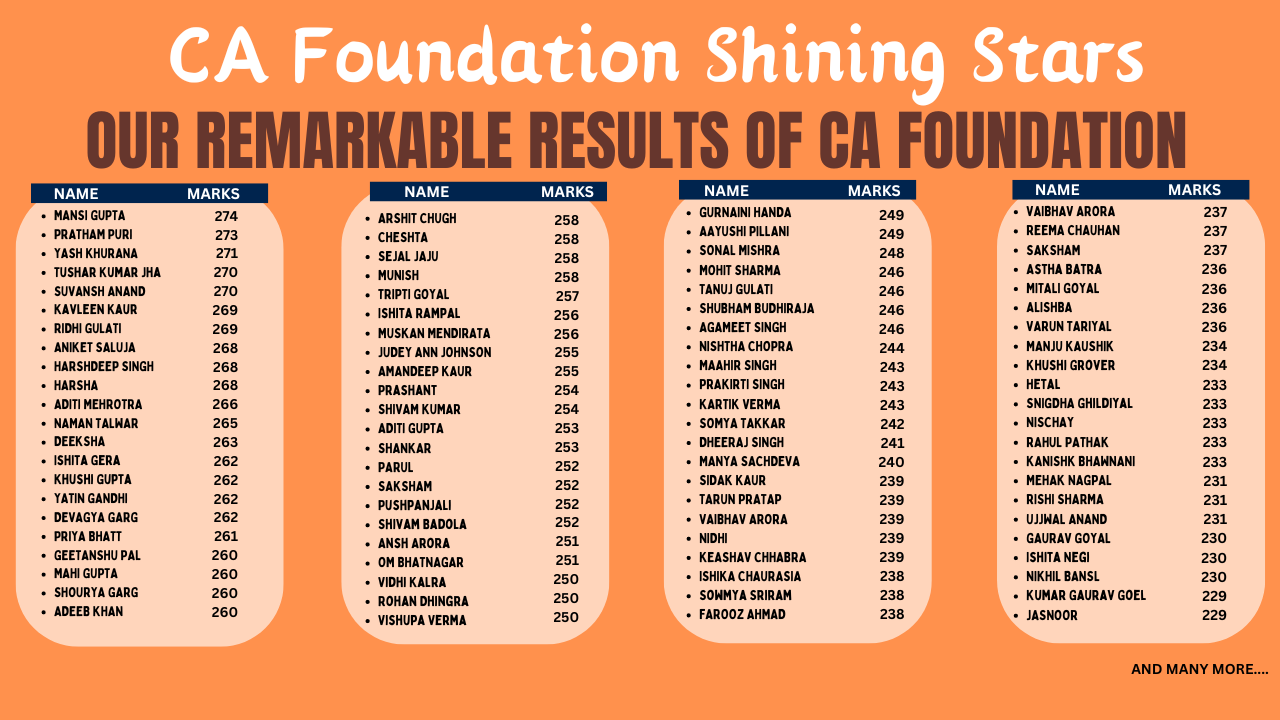 CA Foundation Shining Stars
OUR REMARKABLE RESULTS OF CA FOUNDATION
NAME MARKS
• MANSI GUPTA 274
• PRATHAM PURI 273
• YASH KHURANA 271
• TUSHAR KUMAR JHA 270
• SUVANSH ANAND 270
• KAVLEEN KAUR 269
• RIDHI GULATI 269
• ANIKET SALUJA 268
• HARSHDEEP SINGH 268
• HARSHA 268
• ADITI MEHROTRA 266
• NAMAN TALWAR 265
• DEEKSHA 263
• ISHITA GERA 262
• KHUSHI GUPTA 262
• YATIN GANDHI 262
• DEVAGYA GARG 262
• PRIYA BHATT 261
• GEETANSHU PAL 260
• MAHI GUPTA 260
• SHOURYA GARG 260
• ADEEB KHAN 260
NAME MARKS
• ARSHIT CHUGH 258
• CHESHTA 258
• SEJAL JAJU 258
• MUNISH 258
• TRIPTI GOYAL 257
• ISHITA RAMPAL 256
• MUSKAN MENDIRATA 256
• JUDEY ANN JOHNSON 255
• AMANDEEP KAUR 255
• PRASHANT 254
• SHIVAM KUMAR 254
• ADITI GUPTA 253
• SHANKAR 253
• PARUL 252
• SAKSHAM 252
• PUSHPANJALI 252
• SHIVAM BADOLA 252
• ANSH ARORA 251
• OM BHATNAGAR 251
• VIDHI KALRA 250
• ROHAN DHINGRA 250
• VISHUPA VERMA 250
NAME MARKS
• GURNAINI HANDA 249
• AAYUSHI PILLANI 249
• SONAL MISHRA 248
• MOHIT SHARMA 246
• TANUJ GULATI 246
• SHUBHAM BUDHIRAJA 246
• AGAMEET SINGH 246
• NISHTHA CHOPRA 244
• MAAHIR SINGH 243
• PRAKIRTI SINGH 243
• KARTIK VERMA 243
• SOMYA TAKKAR 242
• DHEERAJ SINGH 241
• MANYA SACHDEVA 240
• SIDAK KAUR 239
• TARUN PRATAP 239
• VAIBHAV ARORA 239
• NIDHI 239
• KEASHAV CHHABRA 239
• ISHIKA CHAURASIA 238
• SOWMYA SRIRAM 238
• FAROOZ AHMAD 238
NAME MARKS
• VAIBHAV ARORA 237
• REEMA CHAUHAN 237
• SAKSHAM 237
• ASTHA BATRA 236
• MITALI GOYAL 236
• ALISHBA 236
• VARUN TARIYAL 236
• MANJU KAUSHIK 234
• KHUSHI GROVER 234
• HETAL 233
• SNIGDHA GHILDIYAL 233
• NISCHAY 233
• RAHUL PATHAK 233
• KANISHK BHAWNANI 233
• MEHAK NAGPAL 231
• RISHI SHARMA 231
• UJJWAL ANAND 231
• GAURAV GOYAL 230
• ISHITA NEGI 230
• NIKHIL BANSL 230
• KUMAR GAURAV GOEL 229
• JASNOOR 229
AND MANY MORE....